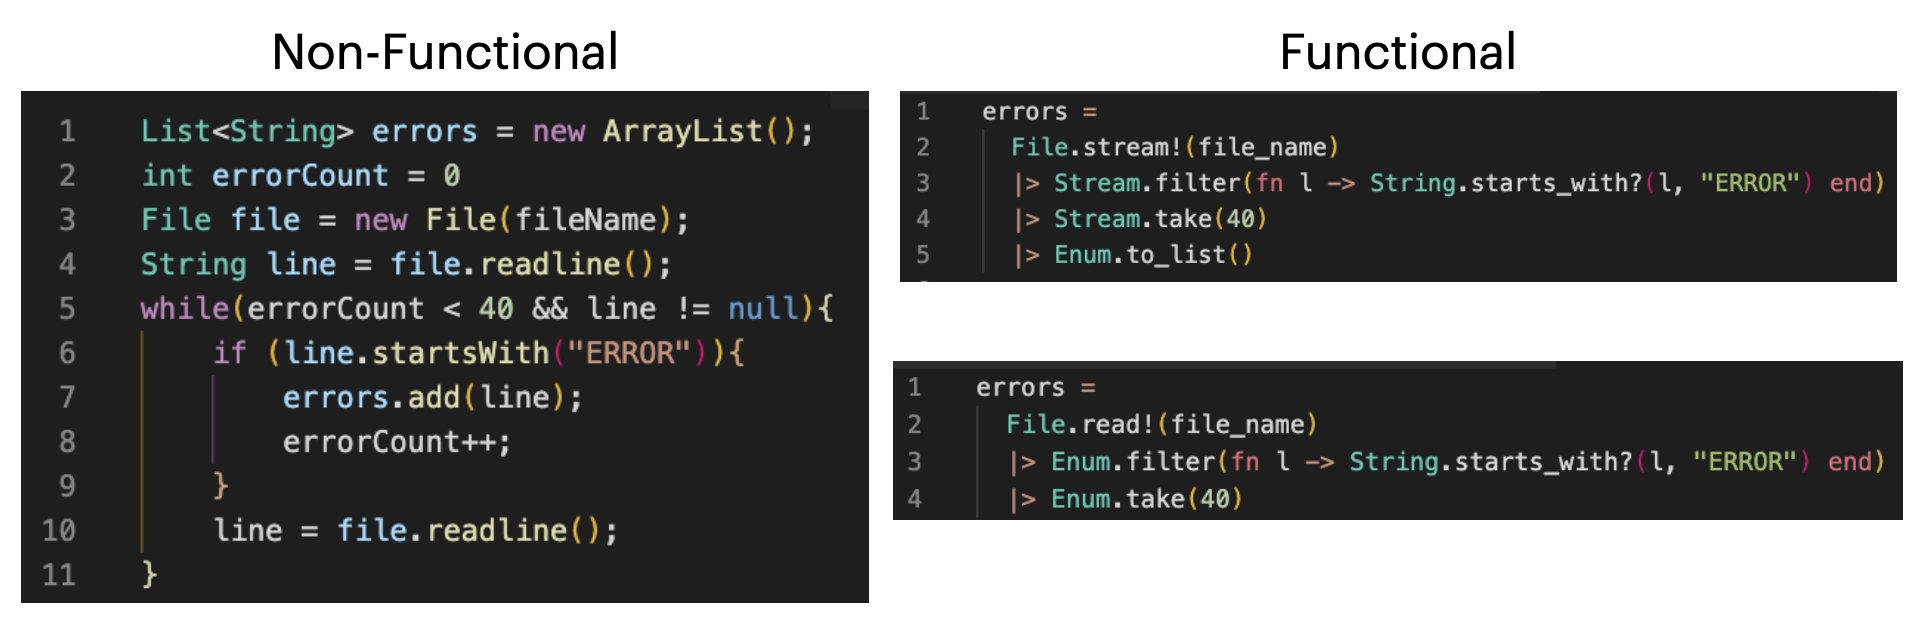 Non-Functional
1 List<String> errors = new ArrayList();
2 int errorCount = 0
3 File file = new File(fileName);
4 String line = file.readline();
5 while(errorCount < 40 && line != null){
6 if (line.startsWith("ERROR")){
7 errors.add(line);
8 errorCount++;
9 }
10 line = file.readline();
11 }
Functional
1 errors =
2 File.stream!(file_name)
3 |> Stream.filter(fn l -> String.starts_with?(l, "ERROR") end)
4 |> Stream.take(40)
5 |> Enum.to_list()
1 errors =
2 File.read!(file_name)
3 |> Enum.filter(fn l -> String.starts_with?(l, "ERROR") end)
4 |> Enum.take(40)